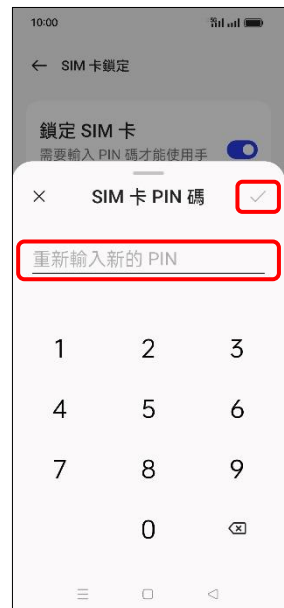 10:00
SIM 卡鎖定
鎖定 SIM 卡
需要輸入 PIN 碼才能使用手
SIM 卡 PIN 碼
重新輸入新的 PIN
1 2 3
4 5 6
7 8 9
0